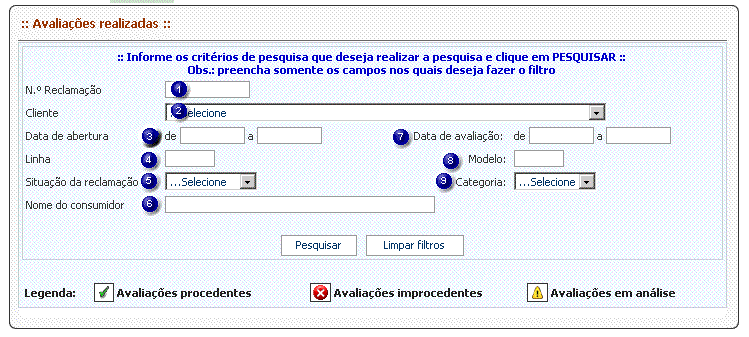 :: Avaliações realizadas ::
:: Informe os critérios de pesquisa que deseja realizar a pesquisa e clique em PESQUISAR ::
Obs.: preencha somente os campos nos quais deseja fazer o filtro
N.º Reclamação 1
Cliente 2 ...Selecione
Data de abertura 3 de a 7 Data de avaliação: de a
Linha 4 8 Modelo:
Situação da reclamação 5 ...Selecione 9 Categoria: ...Selecione
Nome do consumidor 6
Pesquisar Limpar filtros
Legenda: Avaliações procedentes Avaliações improcedentes Avaliações em análise